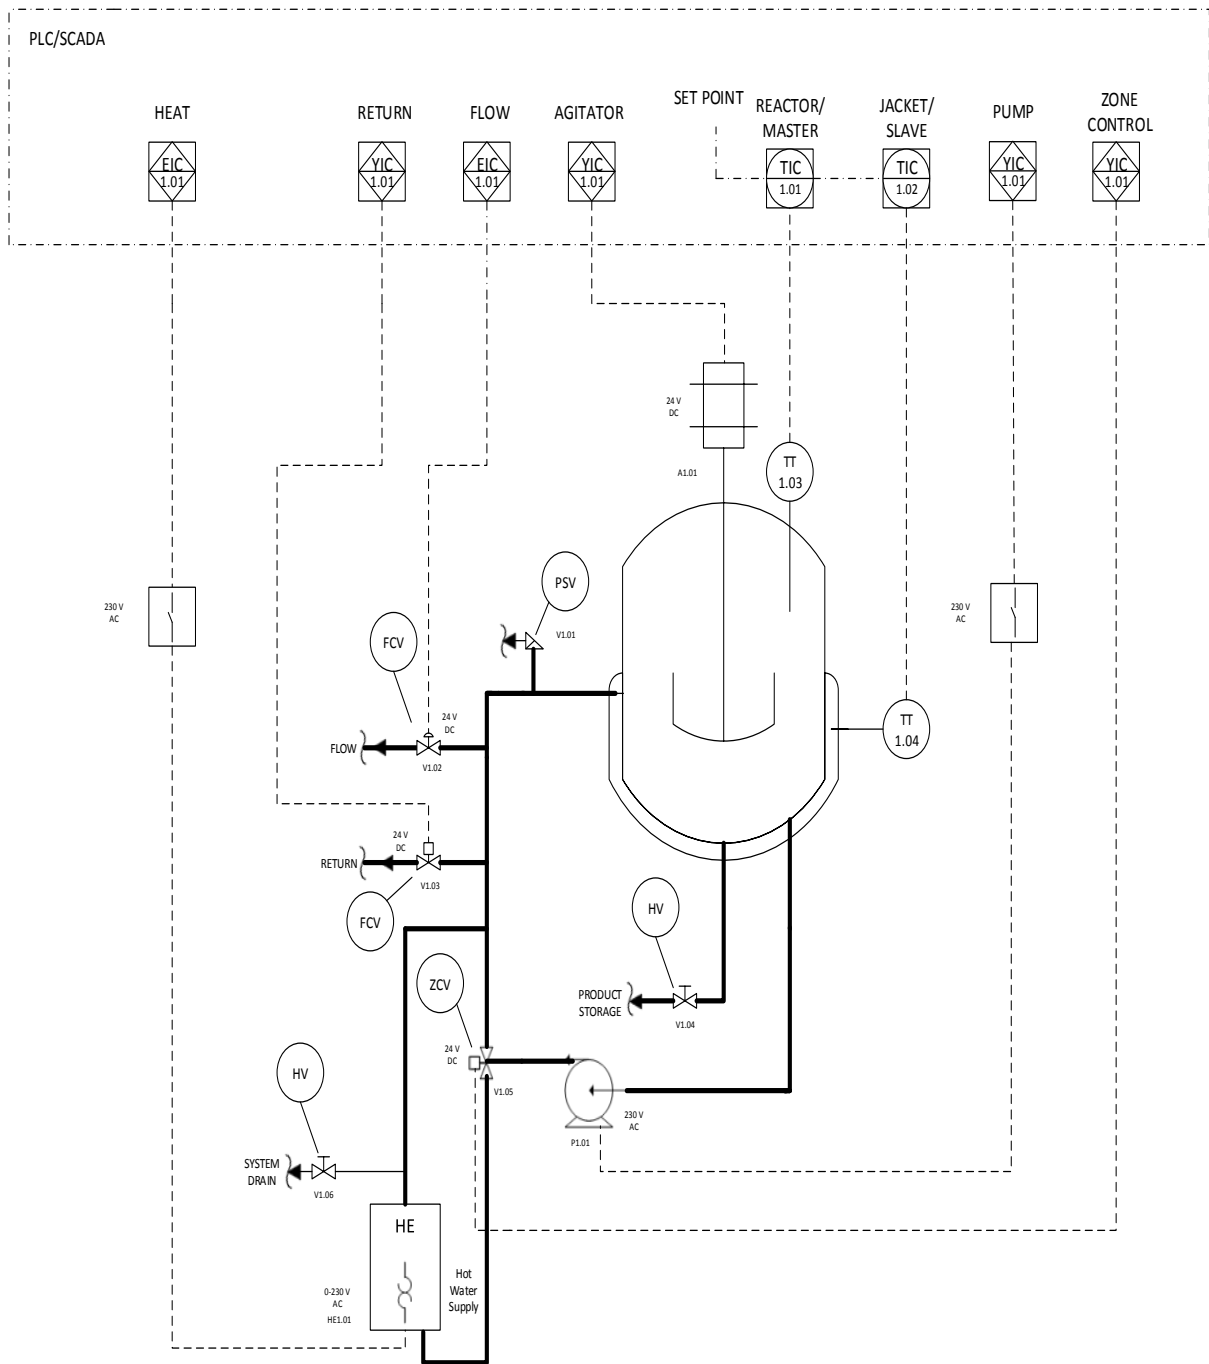 PLC/SCADA
HEAT
RETURN
FLOW
AGITATOR
SET POINT
REACTOR/
MASTER
JACKET/
SLAVE
PUMP
ZONE
CONTROL
EIC
1.01
YIC
1.01
EIC
1.01
YIC
1.01
TIC
1.01
TIC
1.02
YIC
1.01
YIC
1.01
24 V
DC
A1.01
TT
1.03
230 V
AC
PSV
V1.01
FCV
230 V
AC
24 V
DC
FLOW
V1.02
TT
1.04
24 V
DC
RETURN
V1.03
FCV
HV
ZCV
PRODUCT
STORAGE
V1.04
24 V
DC
V1.05
HV
230 V
AC
P1.01
SYSTEM
DRAIN
V1.06
HE
Hot
Water
Supply
0-230 V
AC
HE1.01